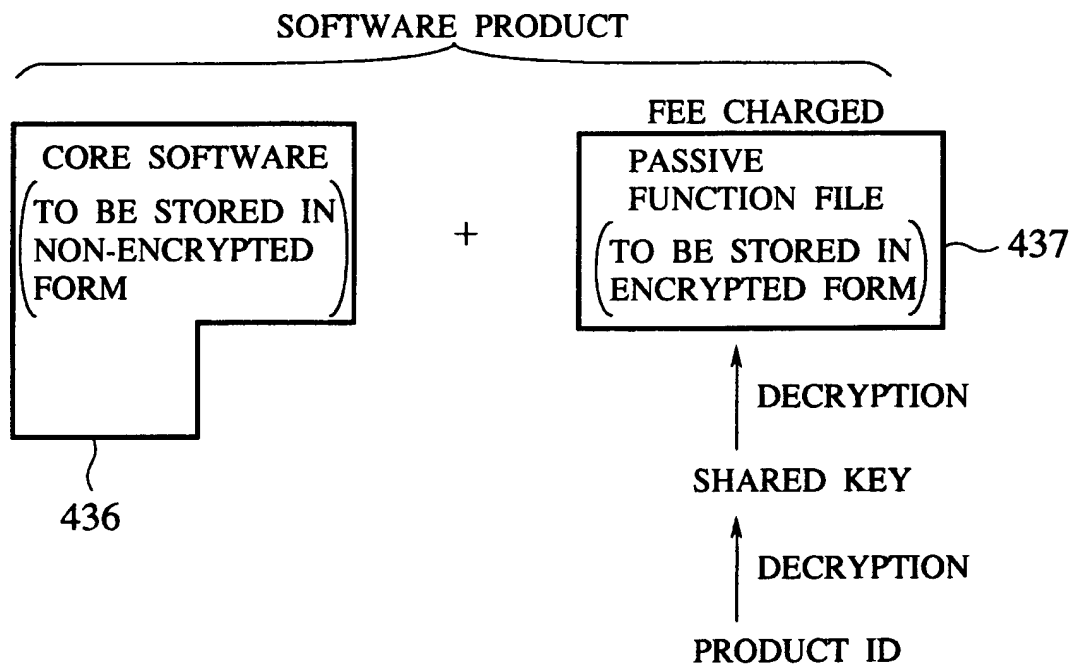 SOFTWARE PRODUCT
CORE SOFTWARE
TO BE STORED IN
NON-ENCRYPTED
FORM
436
+
FEE CHARGED
PASSIVE
FUNCTION FILE
TO BE STORED IN
ENCRYPTED FORM
437
DECRYPTION
SHARED KEY
DECRYPTION
PRODUCT ID